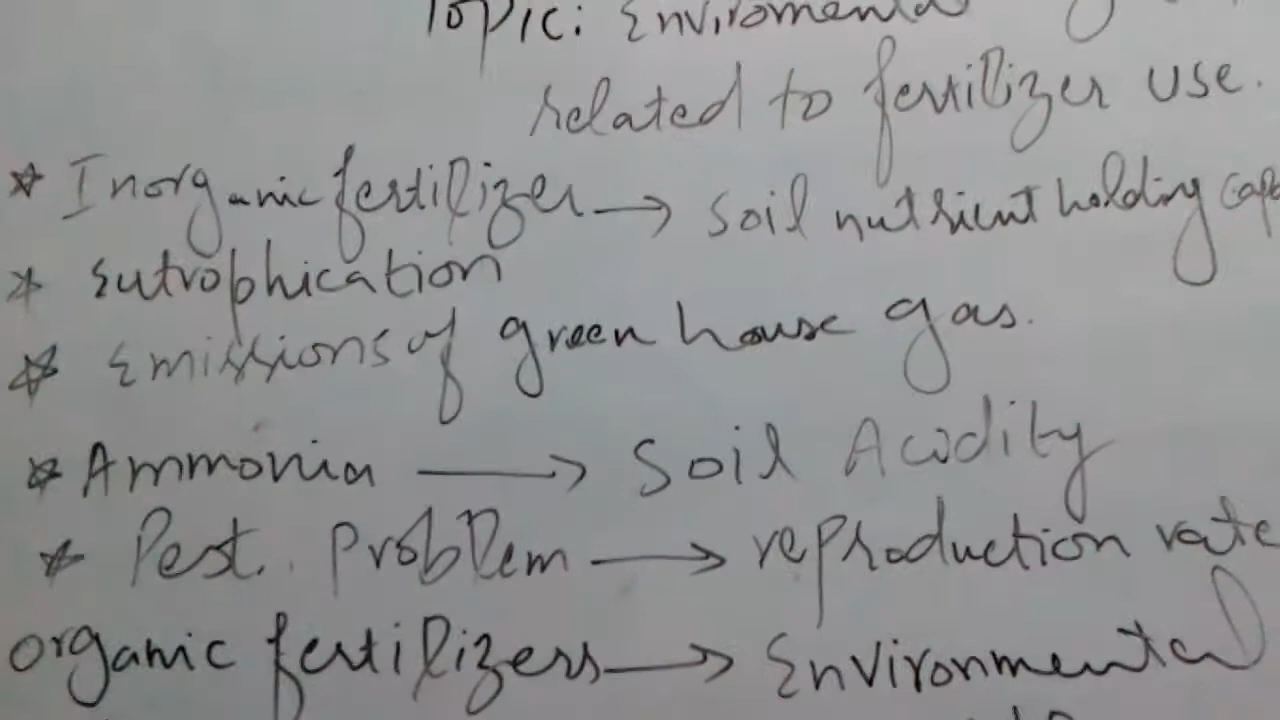 Topic: Enviromental
related to fertilizer use.
* Inorganic fertilizer → soil nutrient holding
* Eutrophication
* Emissions of green house gas.
* Ammonia → Soil Acidity
* Pest. Problem → reproduction rate
organic fertilizers → Environmental